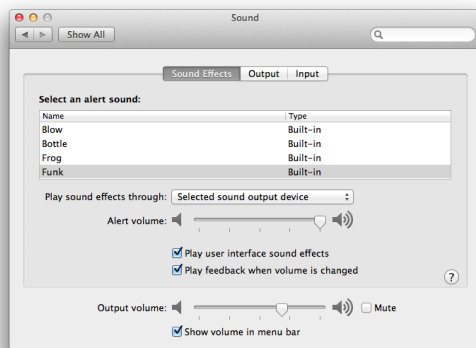 Sound
Show All
Sound Effects Output Input
Select an alert sound:
Name Type
Blow Built-in
Bottle Built-in
Frog Built-in
Funk Built-in
Play sound effects through: Selected sound output device
Alert volume:
Play user interface sound effects
Play feedback when volume is changed
?
Output volume: Mute
Show volume in menu bar